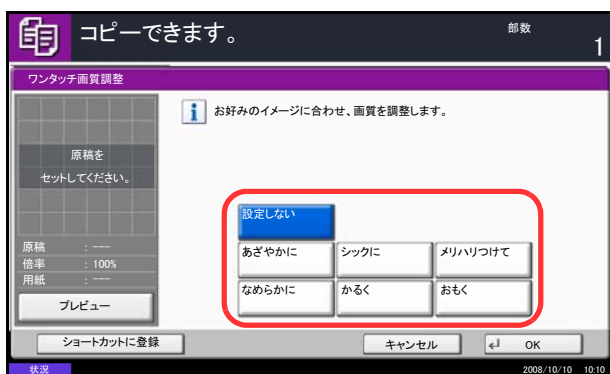 コピーできます。
部数
1
ワンタッチ画質調整
お好みのイメージに合わせ、画質を調整します。
原稿を
セットしてください。
設定しない
あざやかに シックに メリハリつけて
なめらかに かるく おもく
原稿 : ---
倍率 : 100%
用紙 : ---
プレビュー
ショートカットに登録 キャンセル OK
状況 2008/10/10 10:10